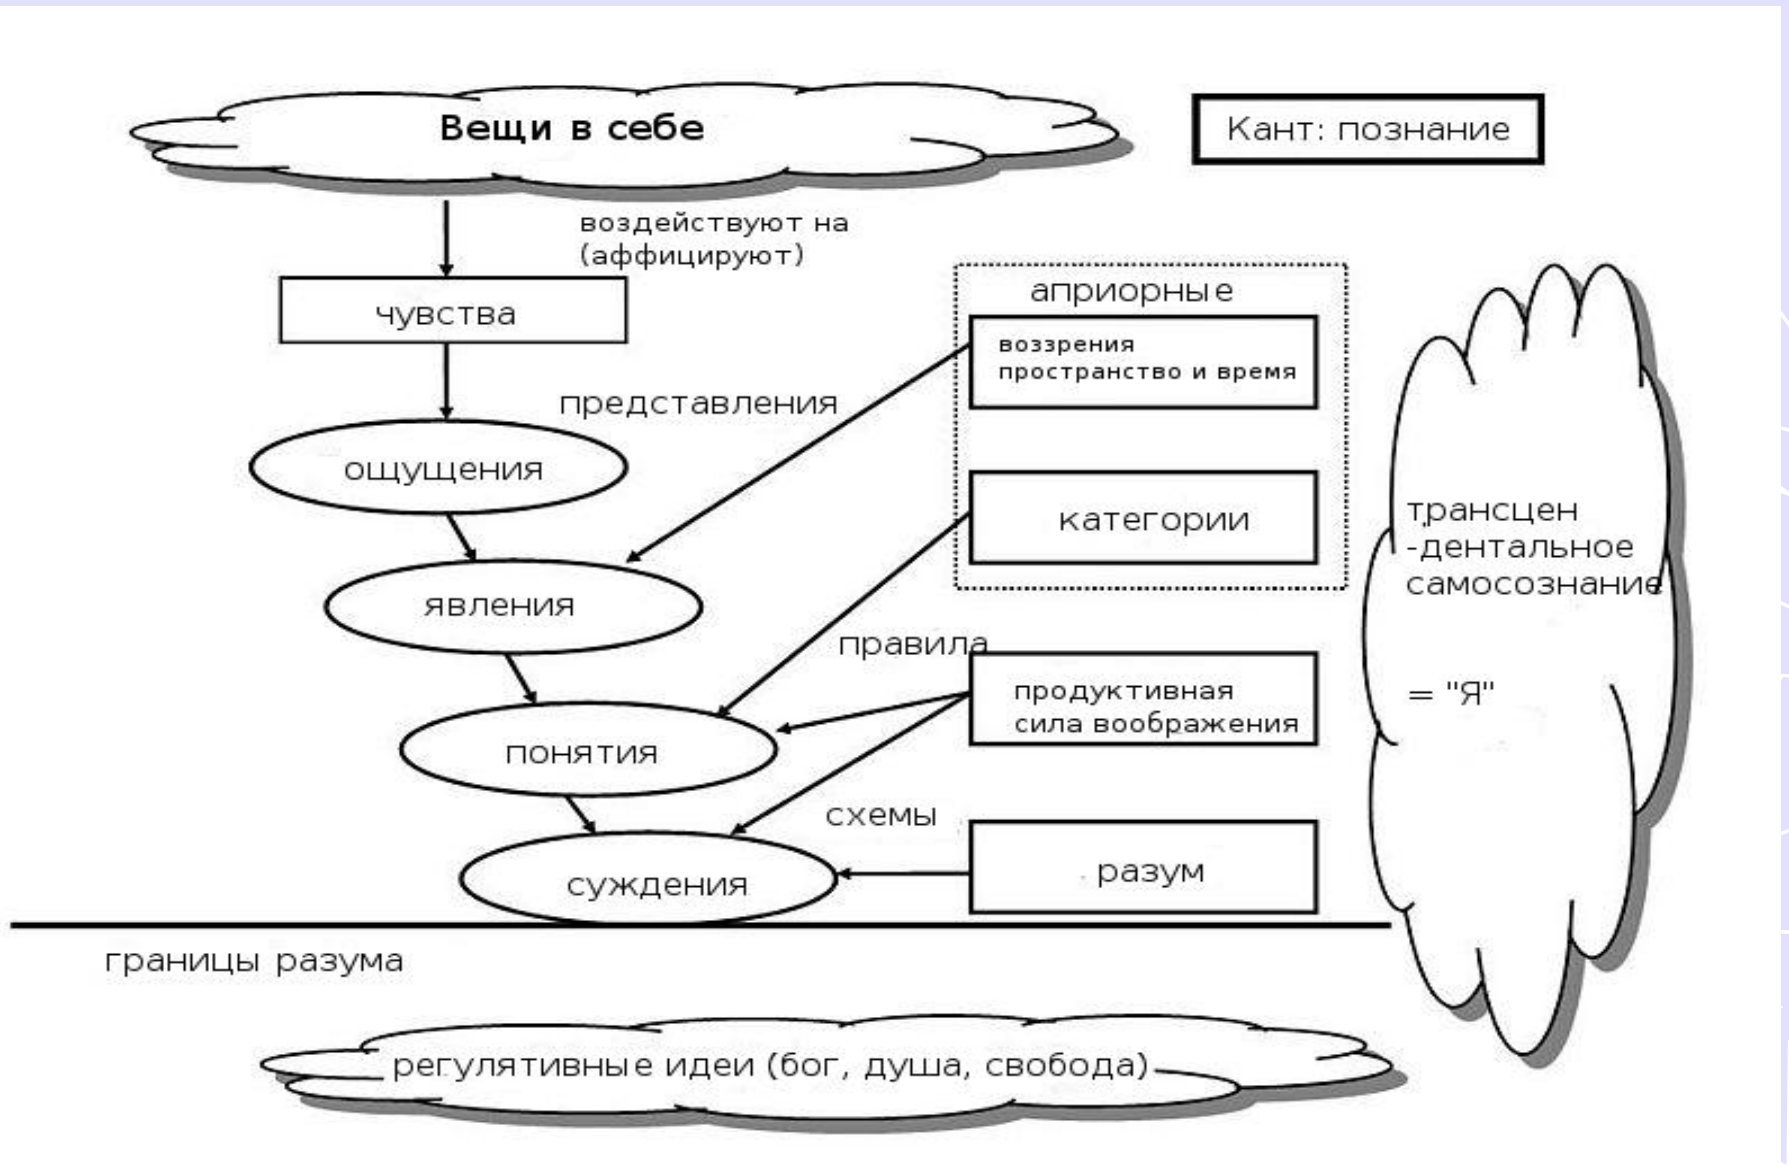 Вещи в себе
Кант: познание
воздействуют на
(аффицируют)
чувства
априорные
воззрения
пространство и время
представления
ощущения
категории
трансцен
-дентальное
самосознание
= "Я"
явления
правила
продуктивная
сила воображения
понятия
схемы
разум
суждения
границы разума
регулятивные идеи (бог, душа, свобода)